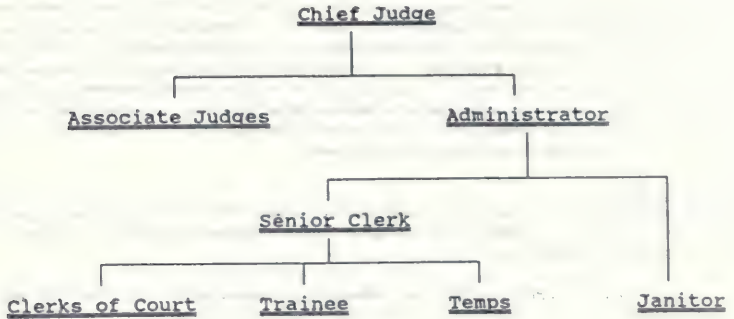 Chief Judge
Associate Judges Administrator
Senior Clerk
Clerks of Court Trainee Temps Janitor